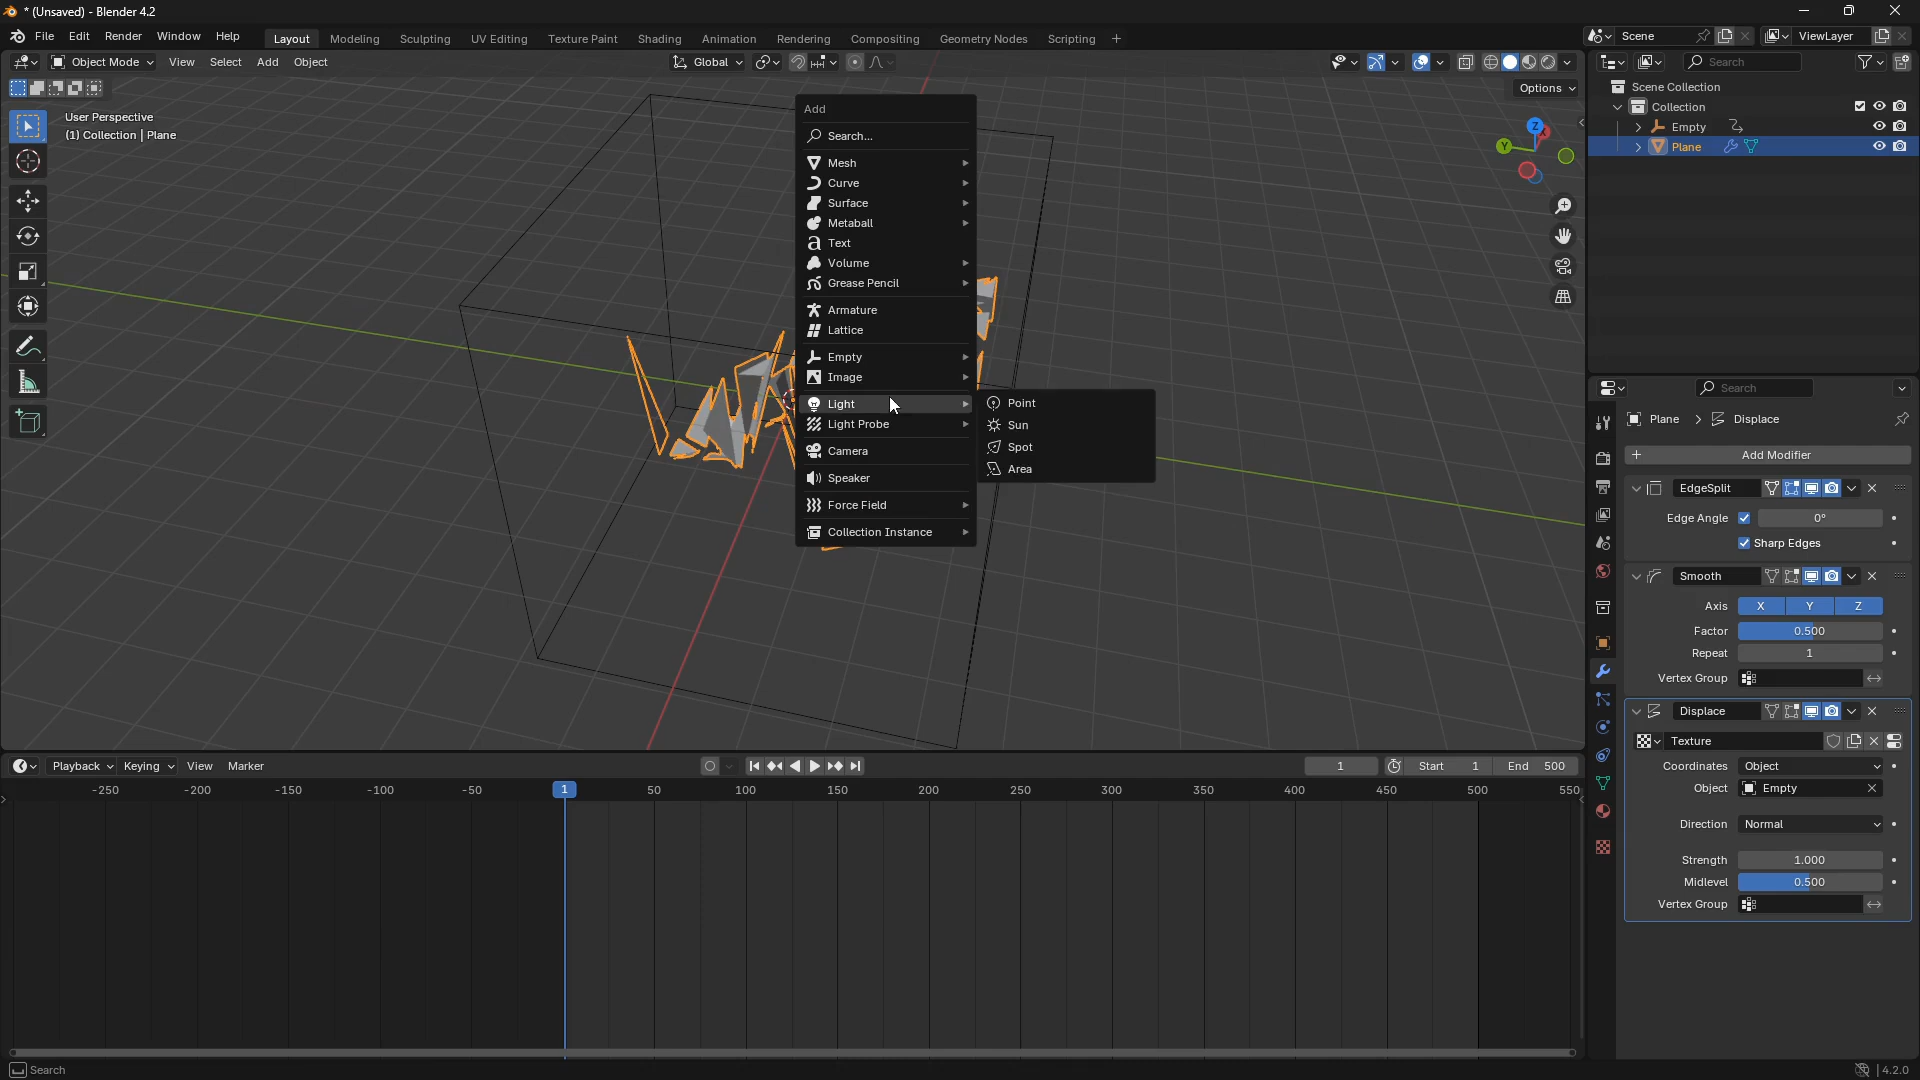 * (Unsaved) - Blender 4.2
File Edit Render Window Help Layout Modeling Sculpting UV Editing Texture Paint Shading Animation Rendering Compositing Geometry Nodes Scripting + Scene ViewLayer
Object Mode View Select Add Object Global Search
Options
User Perspective
(1) Collection | Plane
Z
Y
X
Add
Search...
Mesh
Curve
Surface
Metaball
Text
Volume
Grease Pencil
Armature
Lattice
Empty
Image
Light
Light Probe
Camera
Speaker
Force Field
Collection Instance
Point
Sun
Spot
Area
Scene Collection
Collection
Empty
Plane
Search
Plane Displace
Add Modifier
EdgeSplit
Edge Angle 0°
Sharp Edges
Smooth
Axis X Y Z
Factor 0.500
Repeat 1
Vertex Group
Displace
Texture
Coordinates Object
Object Empty
Direction Normal
Strength 1.000
Midlevel 0.500
Vertex Group
Playback Keying View Marker 1 Start 1 End 500
-250 -200 -150 -100 -50 1 50 100 150 200 250 300 350 400 450 500 550
Search
4.2.0